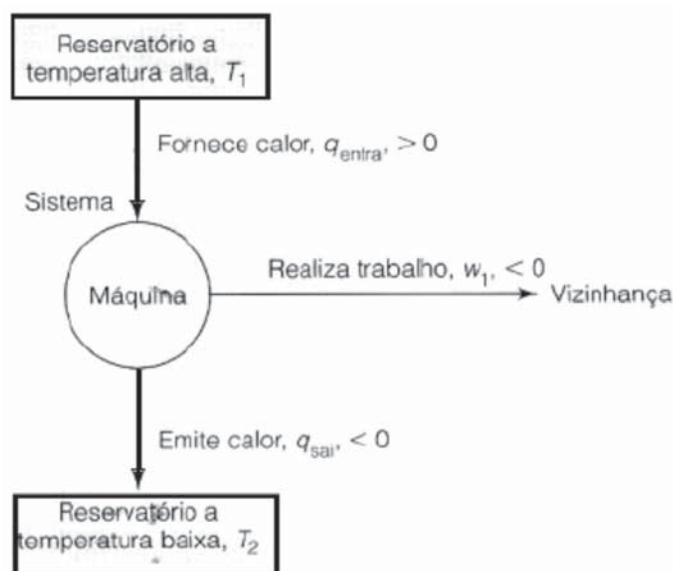 Reservatório a
temperatura alta, T₁
Fornece calor, qentra, > 0
Sistema
Máquina
Realiza trabalho, w₁, < 0
Vizinhança
Emite calor, qsai, < 0
Reservatório a
temperatura baixa, T₂